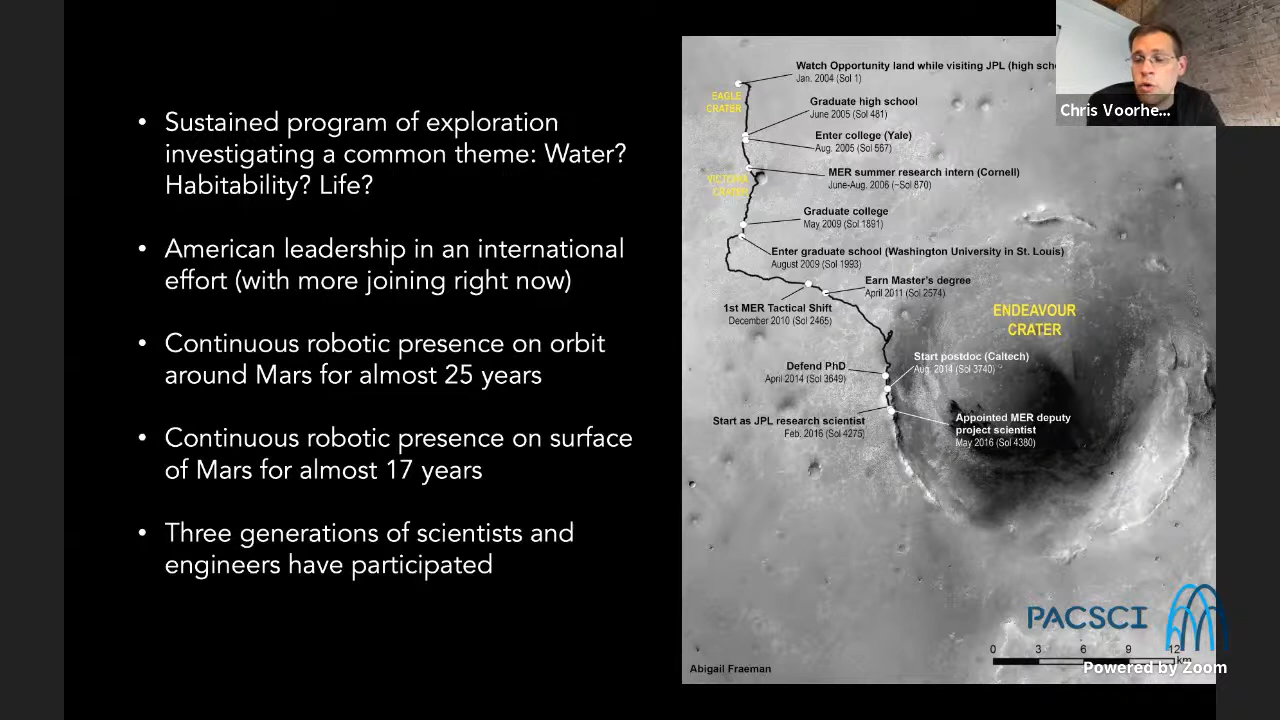 • Sustained program of exploration
investigating a common theme: Water?
Habitability? Life?
• American leadership in an international
effort (with more joining right now)
• Continuous robotic presence on orbit
around Mars for almost 25 years
• Continuous robotic presence on surface
of Mars for almost 17 years
• Three generations of scientists and
engineers have participated
Watch Opportunity land while visiting JPL (high scho
Jan. 2004 (Sol 1)
EAGLE
CRATER
Graduate high school
June 2005 (Sol 481)
Enter college (Yale)
Aug. 2005 (Sol 567)
MER summer research intern (Cornell)
June-Aug. 2006 (~Sol 870)
VICTORIA
CRATER
Graduate college
May 2009 (Sol 1891)
Enter graduate school (Washington University in St. Louis)
August 2009 (Sol 1993)
Earn Master's degree
April 2011 (Sol 2574)
1st MER Tactical Shift
December 2010 (Sol 2465)
ENDEAVOUR
CRATER
Start postdoc (Caltech)
Aug. 2014 (Sol 3740)
Defend PhD
April 2014 (Sol 3649)
Start as JPL research scientist
Feb. 2016 (Sol 4275)
Appointed MER deputy
project scientist
May 2016 (Sol 4380)
Abigail Fraeman
0 3 6 9 12
km
PACSCI
Powered by Zoom
Chris Voorhe...